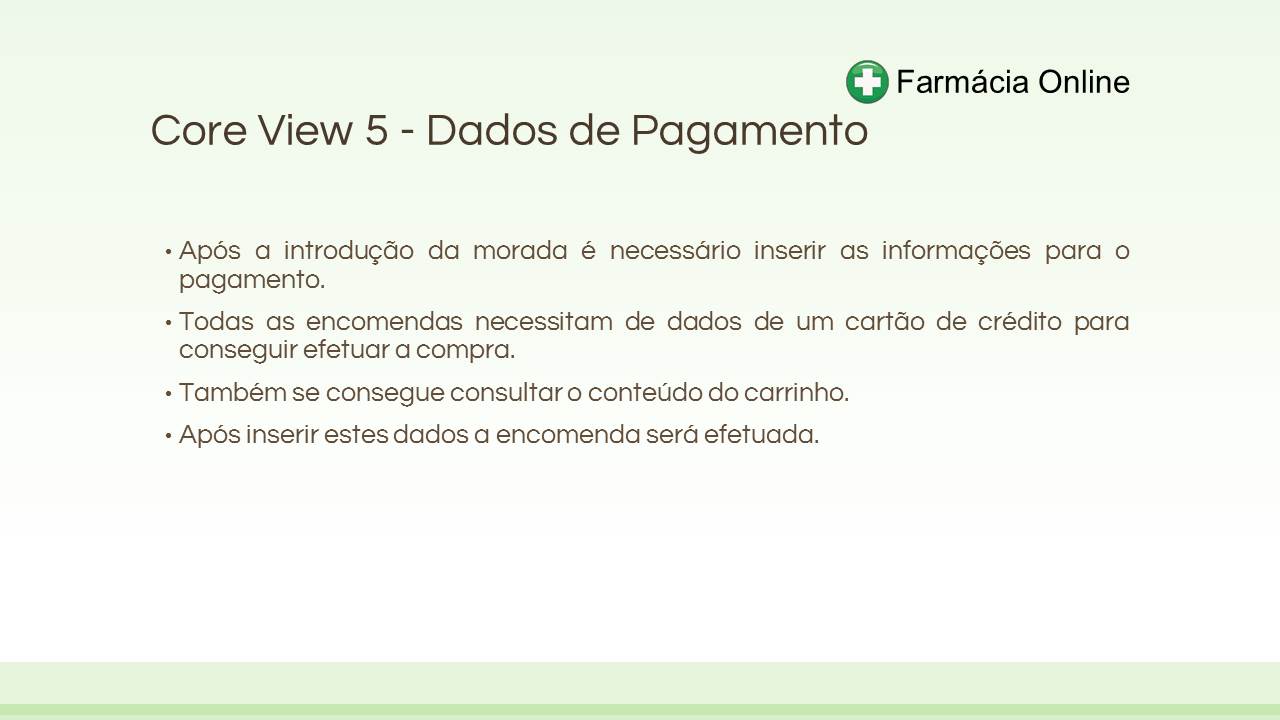 Farmácia Online
Core View 5 - Dados de Pagamento
• Após a introdução da morada é necessário inserir as informações para o
pagamento.
• Todas as encomendas necessitam de dados de um cartão de crédito para
conseguir efetuar a compra.
• Também se consegue consultar o conteúdo do carrinho.
• Após inserir estes dados a encomenda será efetuada.